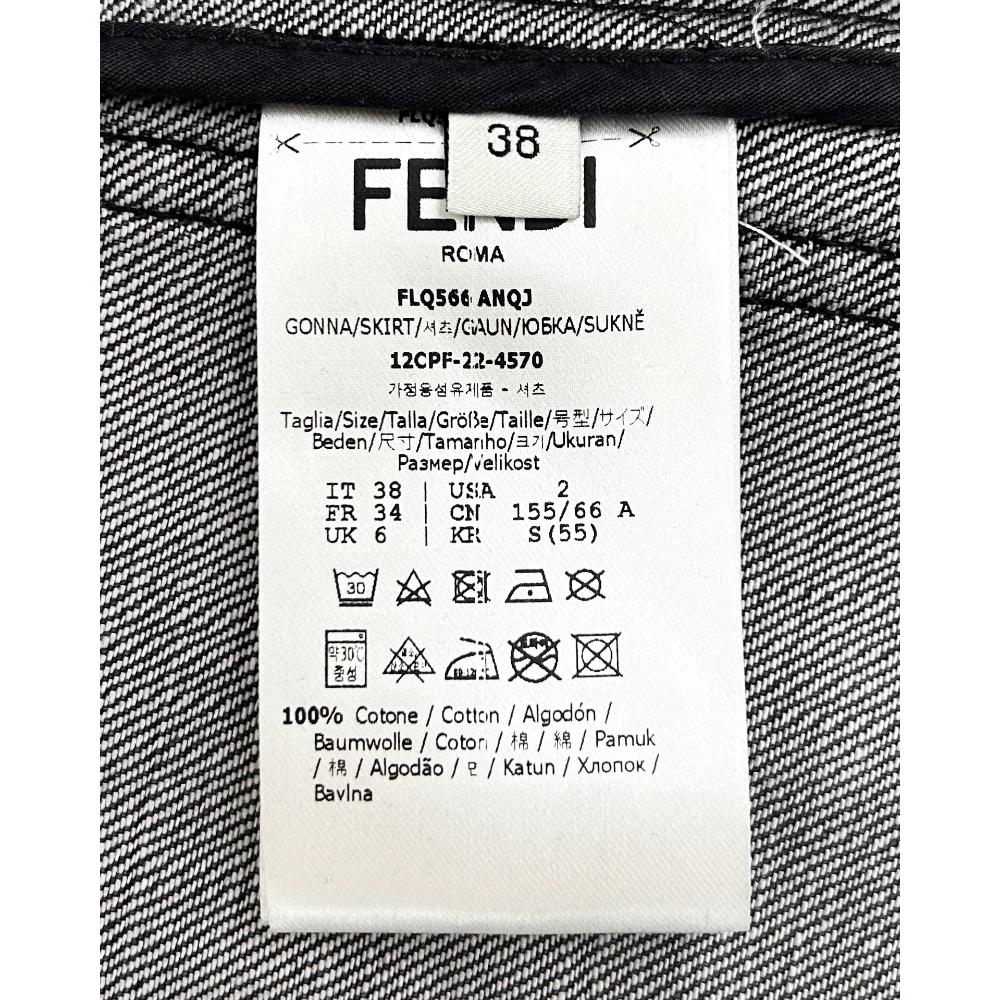 38
FENDI
ROMA
FLQ566 ANQJ
GONNA/SKIRT/셔츠/GAUN/ЮБКА/SUKNĚ
12CPF-22-4570
가정용섬유제품 - 셔츠
Taglia/Size/Talla/Größe/Taille/号型/サイズ/
Beden/尺寸/Tamanho/크기/Ukuran/
Размер/Velikost
IT 38 | USA 2
FR 34 | CN 155/66 A
UK 6 | KR S(55)
30
약30℃
중성
100% Cotone / Cotton / Algodón /
Baumwolle / Coton / 棉 / 綿 / Pamuk
/ 棉 / Algodão / 면 / Katun / Хлопок /
Bavlna